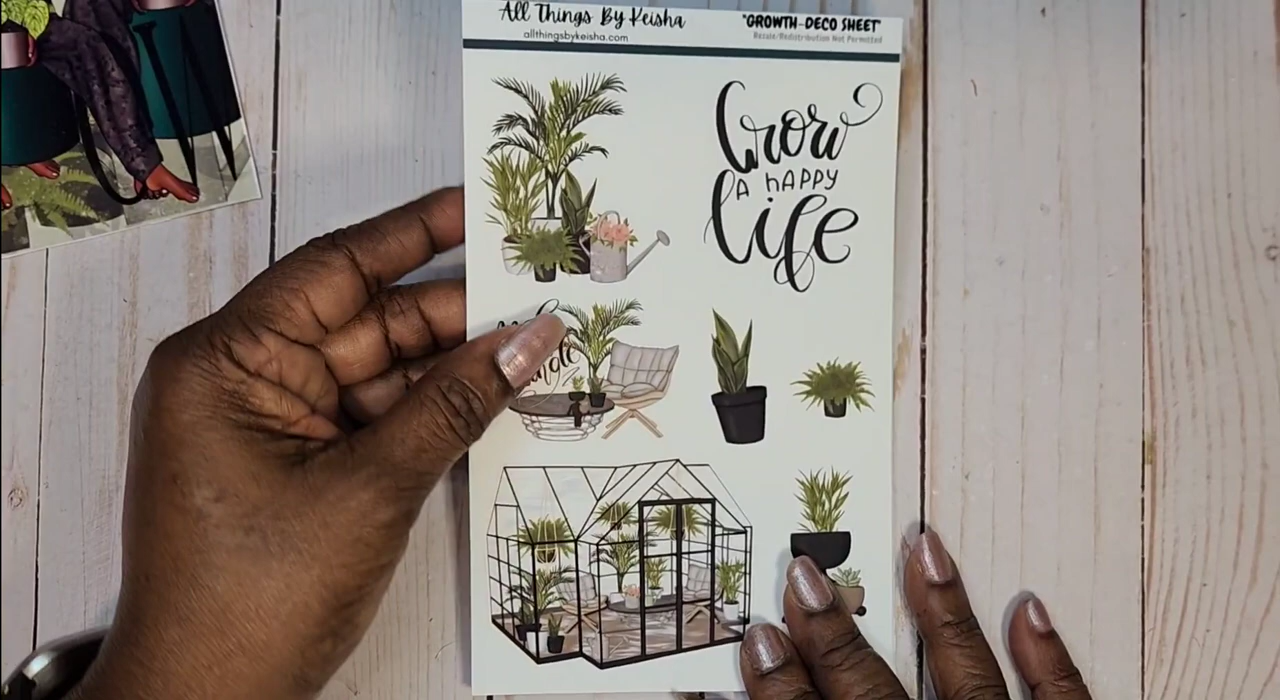 All Things By Keisha
allthingsbykeisha.com
"GROWTH-DECO SHEET"
Resale/Redistribution Not Permitted
Grow
A hAPPY
life